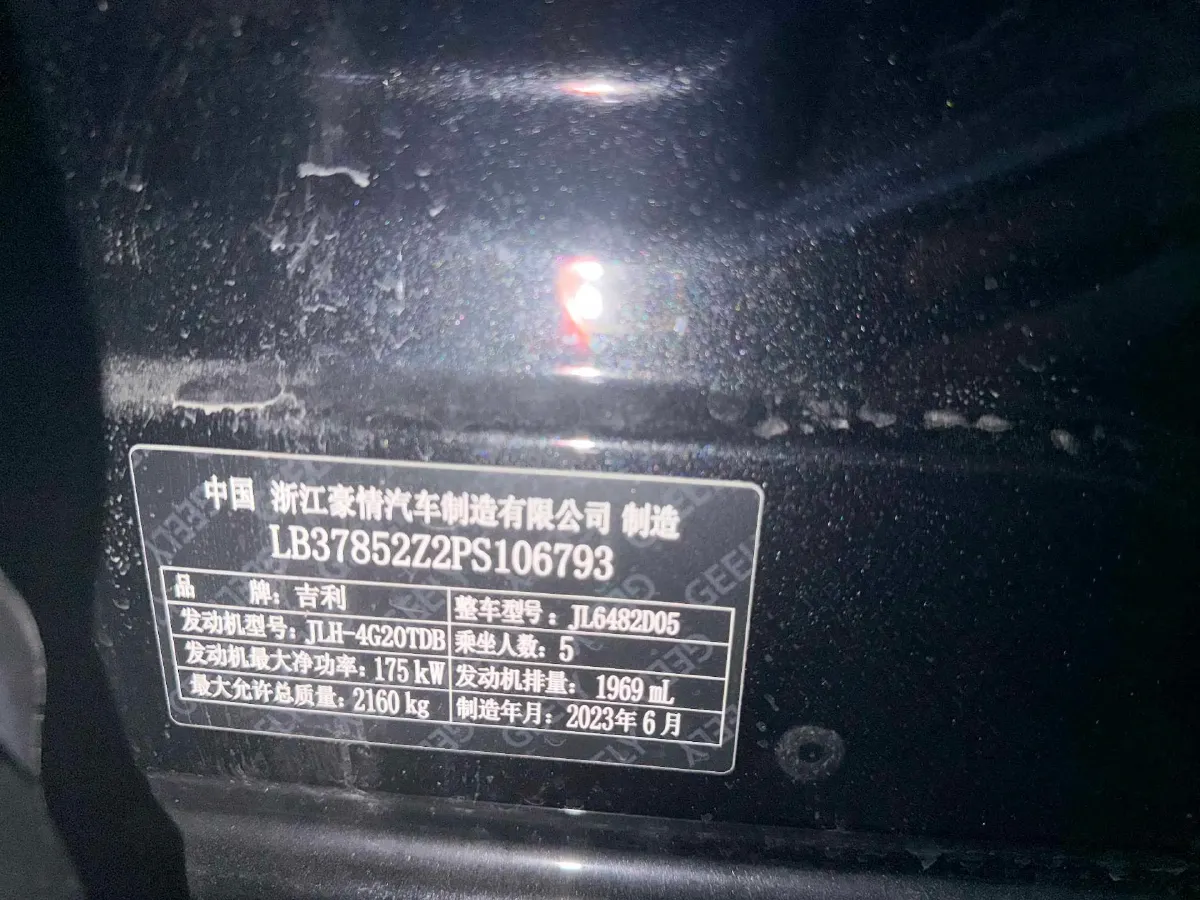 中国 浙江豪情汽车制造有限公司 制造
LB37852Z2PS106793
品 牌：吉利 整车型号：JL6482D05
发动机型号：JLH-4G20TDB 乘坐人数：5
发动机最大净功率：175 kW 发动机排量：1969 mL
最大允许总质量：2160 kg 制造年月：2023年6月
GEELY